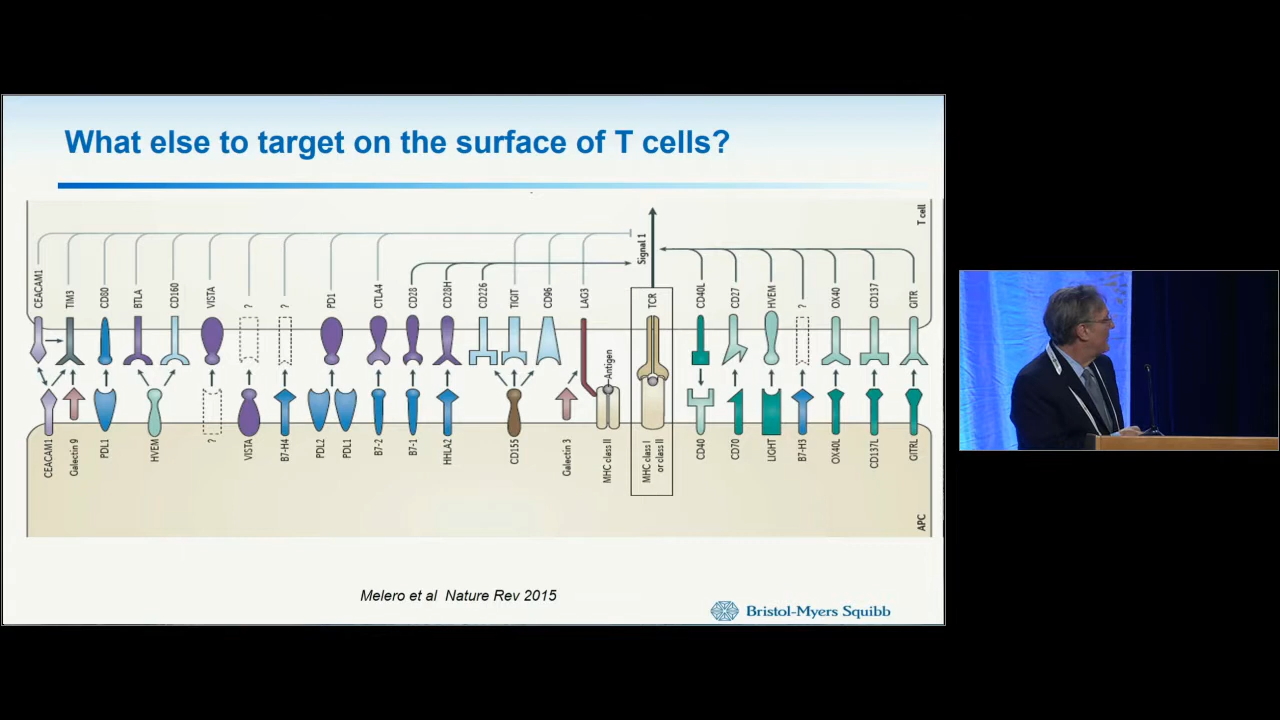 What else to target on the surface of T cells?
T cell
Signal 1
CEACAM1
TIM3
CD80
BTLA
CD160
VISTA
?
?
PD1
CTLA4
CD28
CD28H
CD226
TIGIT
CD96
LAG3
TCR
CD40L
CD27
HVEM
?
OX40
CD137
GITR
Antigen
CEACAM1
Galectin 9
PDL1
HVEM
?
VISTA
B7-H4
PDL2
PDL1
B7-2
B7-1
HHLA2
CD155
Galectin 3
MHC class II
MHC class I
or class II
CD40
CD70
LIGHT
B7-H3
OX40L
CD137L
GITRL
APC
Melero et al Nature Rev 2015
Bristol-Myers Squibb